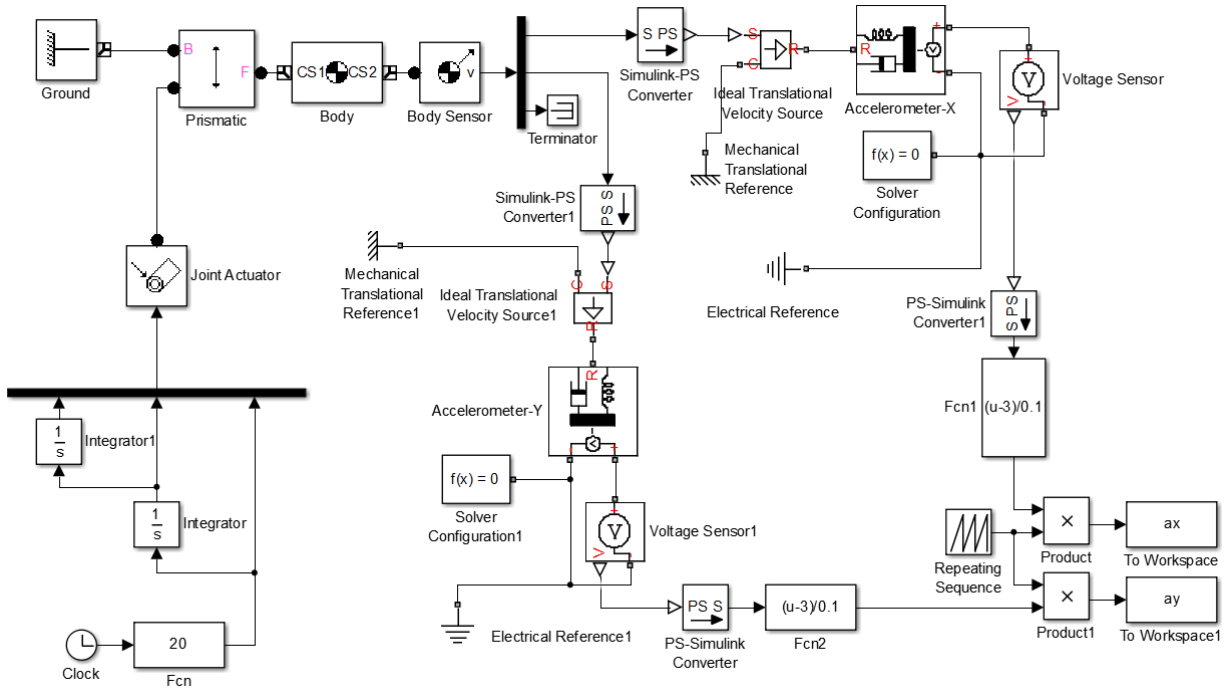 B
F
Ground
Prismatic
CS1
CS2
Body
v
Body Sensor
Terminator
S PS
Simulink-PS
Converter
S
C
R
Ideal Translational
Velocity Source
R
+
-
Accelerometer-X
+
V
V
-
Voltage Sensor
Mechanical
Translational
Reference
f(x) = 0
Solver
Configuration
Simulink-PS
Converter1
PS S
Joint Actuator
Mechanical
Translational
Reference1
C
S
R
Ideal Translational
Velocity Source1
Electrical Reference
PS-Simulink
Converter1
S PS
R
-
+
Accelerometer-Y
Fcn1
(u-3)/0.1
1
s
Integrator1
1
s
Integrator
f(x) = 0
Solver
Configuration1
+
V
V
-
Voltage Sensor1
Repeating
Sequence
×
Product
ax
To Workspace
×
Product1
ay
To Workspace1
Clock
20
Fcn
Electrical Reference1
PS S
PS-Simulink
Converter
(u-3)/0.1
Fcn2